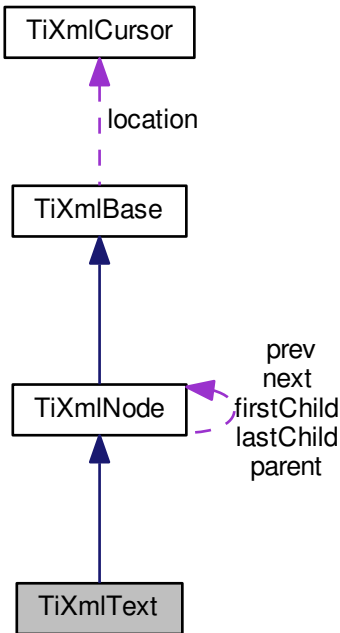 TiXmlCursor
location
TiXmlBase
prev
next
firstChild
lastChild
parent
TiXmlNode
TiXmlText